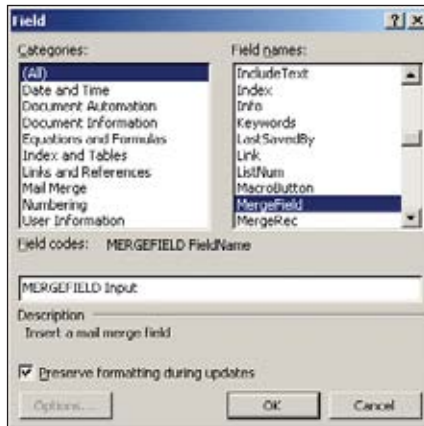 Field
Categories:
(All)
Date and Time
Document Automation
Document Information
Equations and Formulas
Index and Tables
Links and References
Mail Merge
Numbering
User Information
Field names:
IncludeText
Index
Info
Keywords
LastSavedBy
Link
ListNum
MacroButton
MergeField
MergeRec
Field codes: MERGEFIELD FieldName
MERGEFIELD Input
Description
Insert a mail merge field
Preserve formatting during updates
Options...
OK
Cancel